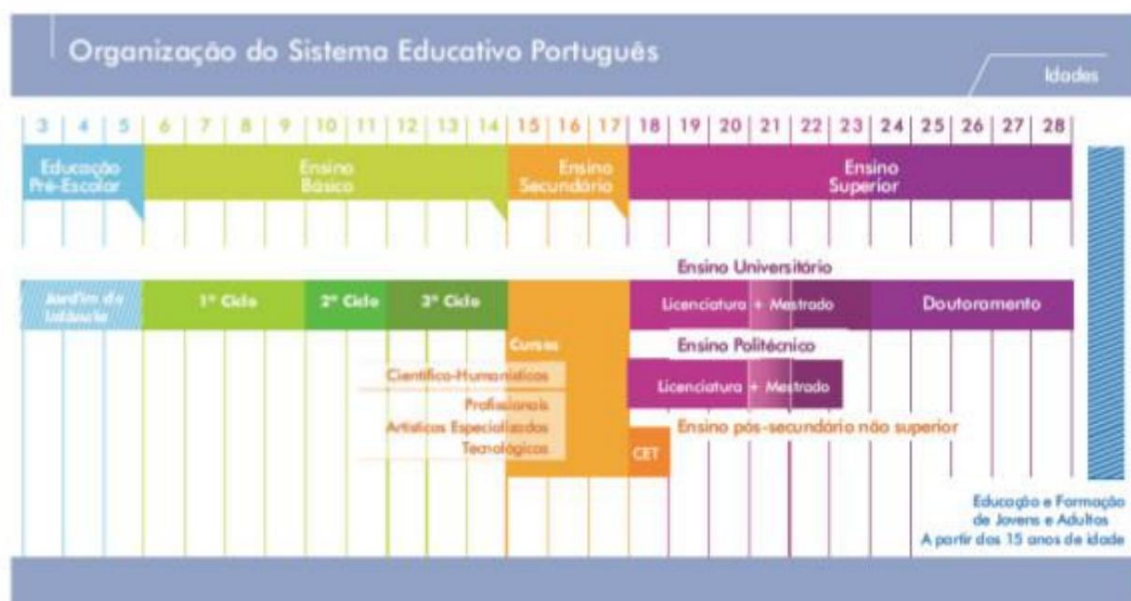 Organização do Sistema Educativo Português
Idades
3 4 5 6 7 8 9 10 11 12 13 14 15 16 17 18 19 20 21 22 23 24 25 26 27 28
Educação
Pré-Escolar
Ensino
Básico
Ensino
Secundário
Ensino
Superior
Ensino Universitário
Jardim de
Infância
1º Ciclo
2º Ciclo
3º Ciclo
Licenciatura + Mestrado
Doutoramento
Cursos
Científico-Humanísticos
Profissionais
Artísticos Especializados
Tecnológicos
Ensino Politécnico
Licenciatura + Mestrado
Ensino pós-secundário não superior
CET
Educação e Formação
de Jovens e Adultos
A partir dos 15 anos de idade